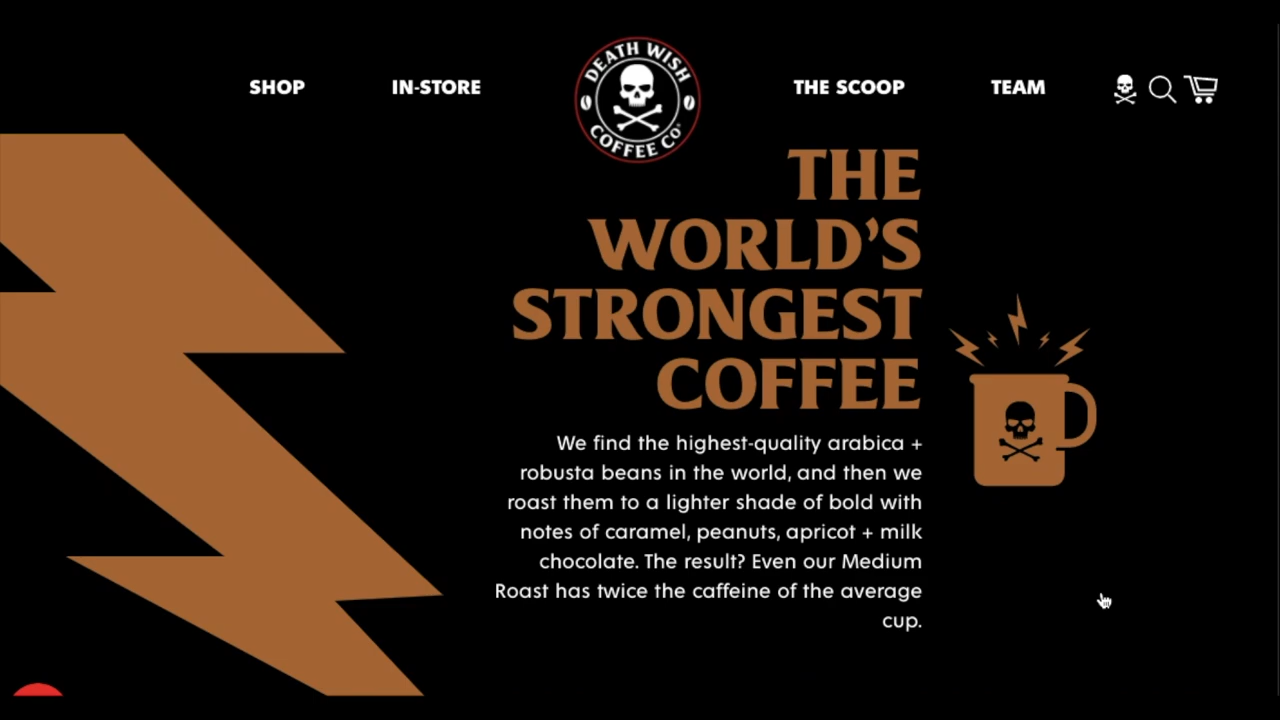 SHOP
IN-STORE
DEATH WISH
COFFEE CO
THE SCOOP
TEAM
THE
WORLD'S
STRONGEST
COFFEE
We find the highest-quality arabica +
robusta beans in the world, and then we
roast them to a lighter shade of bold with
notes of caramel, peanuts, apricot + milk
chocolate. The result? Even our Medium
Roast has twice the caffeine of the average
cup.